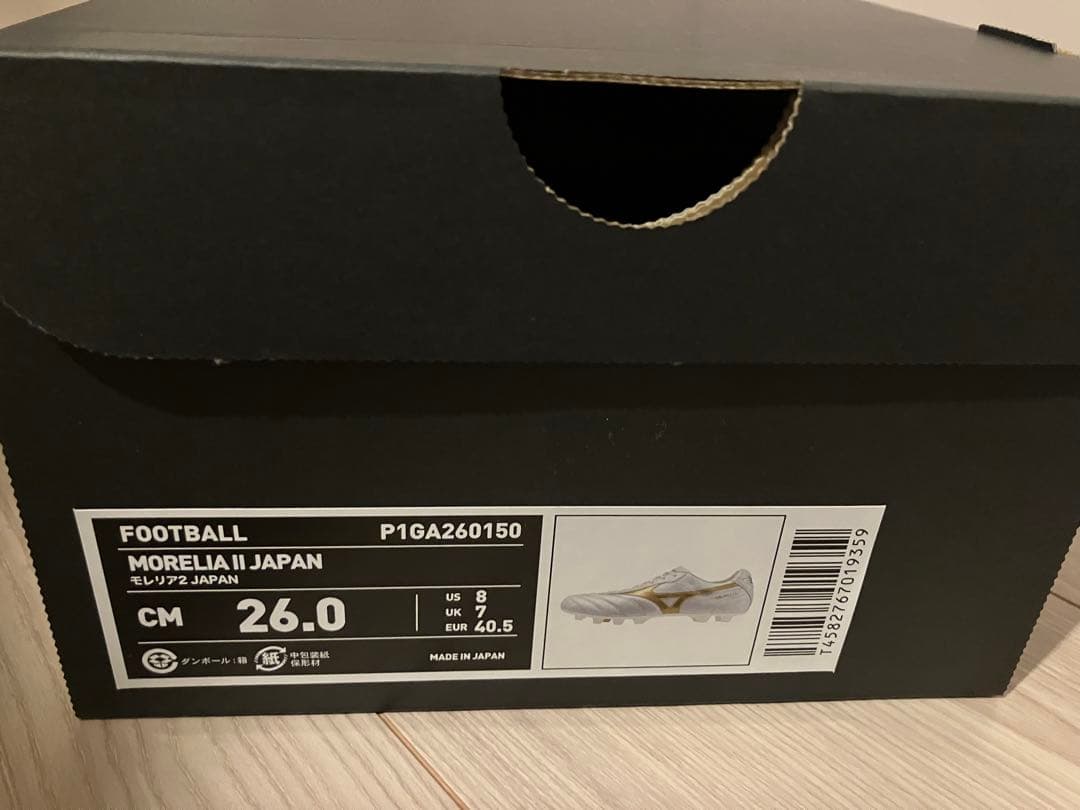 FOOTBALL P1GA260150
MORELIA II JAPAN
モレリア2 JAPAN
CM 26.0
US 8
UK 7
EUR 40.5
ダンボール:箱
紙
中包装紙
保形材
MADE IN JAPAN
T4582767019359